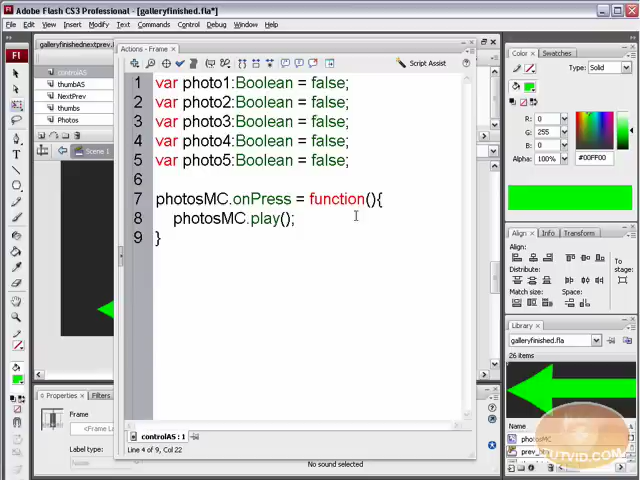 Adobe Flash CS3 Professional - [galleryfinished.fla*]
File Edit View Insert Modify Text Commands Control Debug Window Help
galleryfinishednextprev
controlAS
thumbAS
NextPrev
thumbs
Photos
Scene 1
Actions - Frame
Script Assist
1 var photo1:Boolean = false;
2 var photo2:Boolean = false;
3 var photo3:Boolean = false;
4 var photo4:Boolean = false;
5 var photo5:Boolean = false;
6
7 photosMC.onPress = function(){
8 photosMC.play();
9 }
controlAS : 1
Line 4 of 9, Col 22
Properties Filters
Frame
<Frame L
Label type:
No sound selected
Color Swatches
Type: Solid
R: 0
G: 255
B: 0
Alpha: 100%
#00FF00
Align Info Transform
Align:
Distribute:
Match size: Space:
Library
galleryfinished.fla
26 items
photosMC
prev_btn